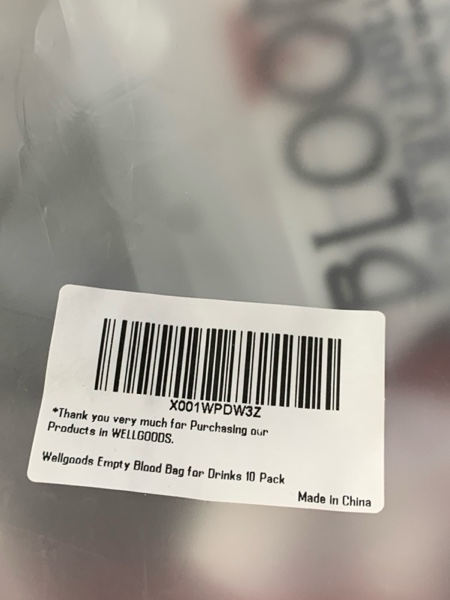 BLOO
X001WPDW3Z
*Thank you very much for Purchasing our
Products in WELLGOODS.
Wellgoods Empty Blood Bag for Drinks 10 Pack
Made in China